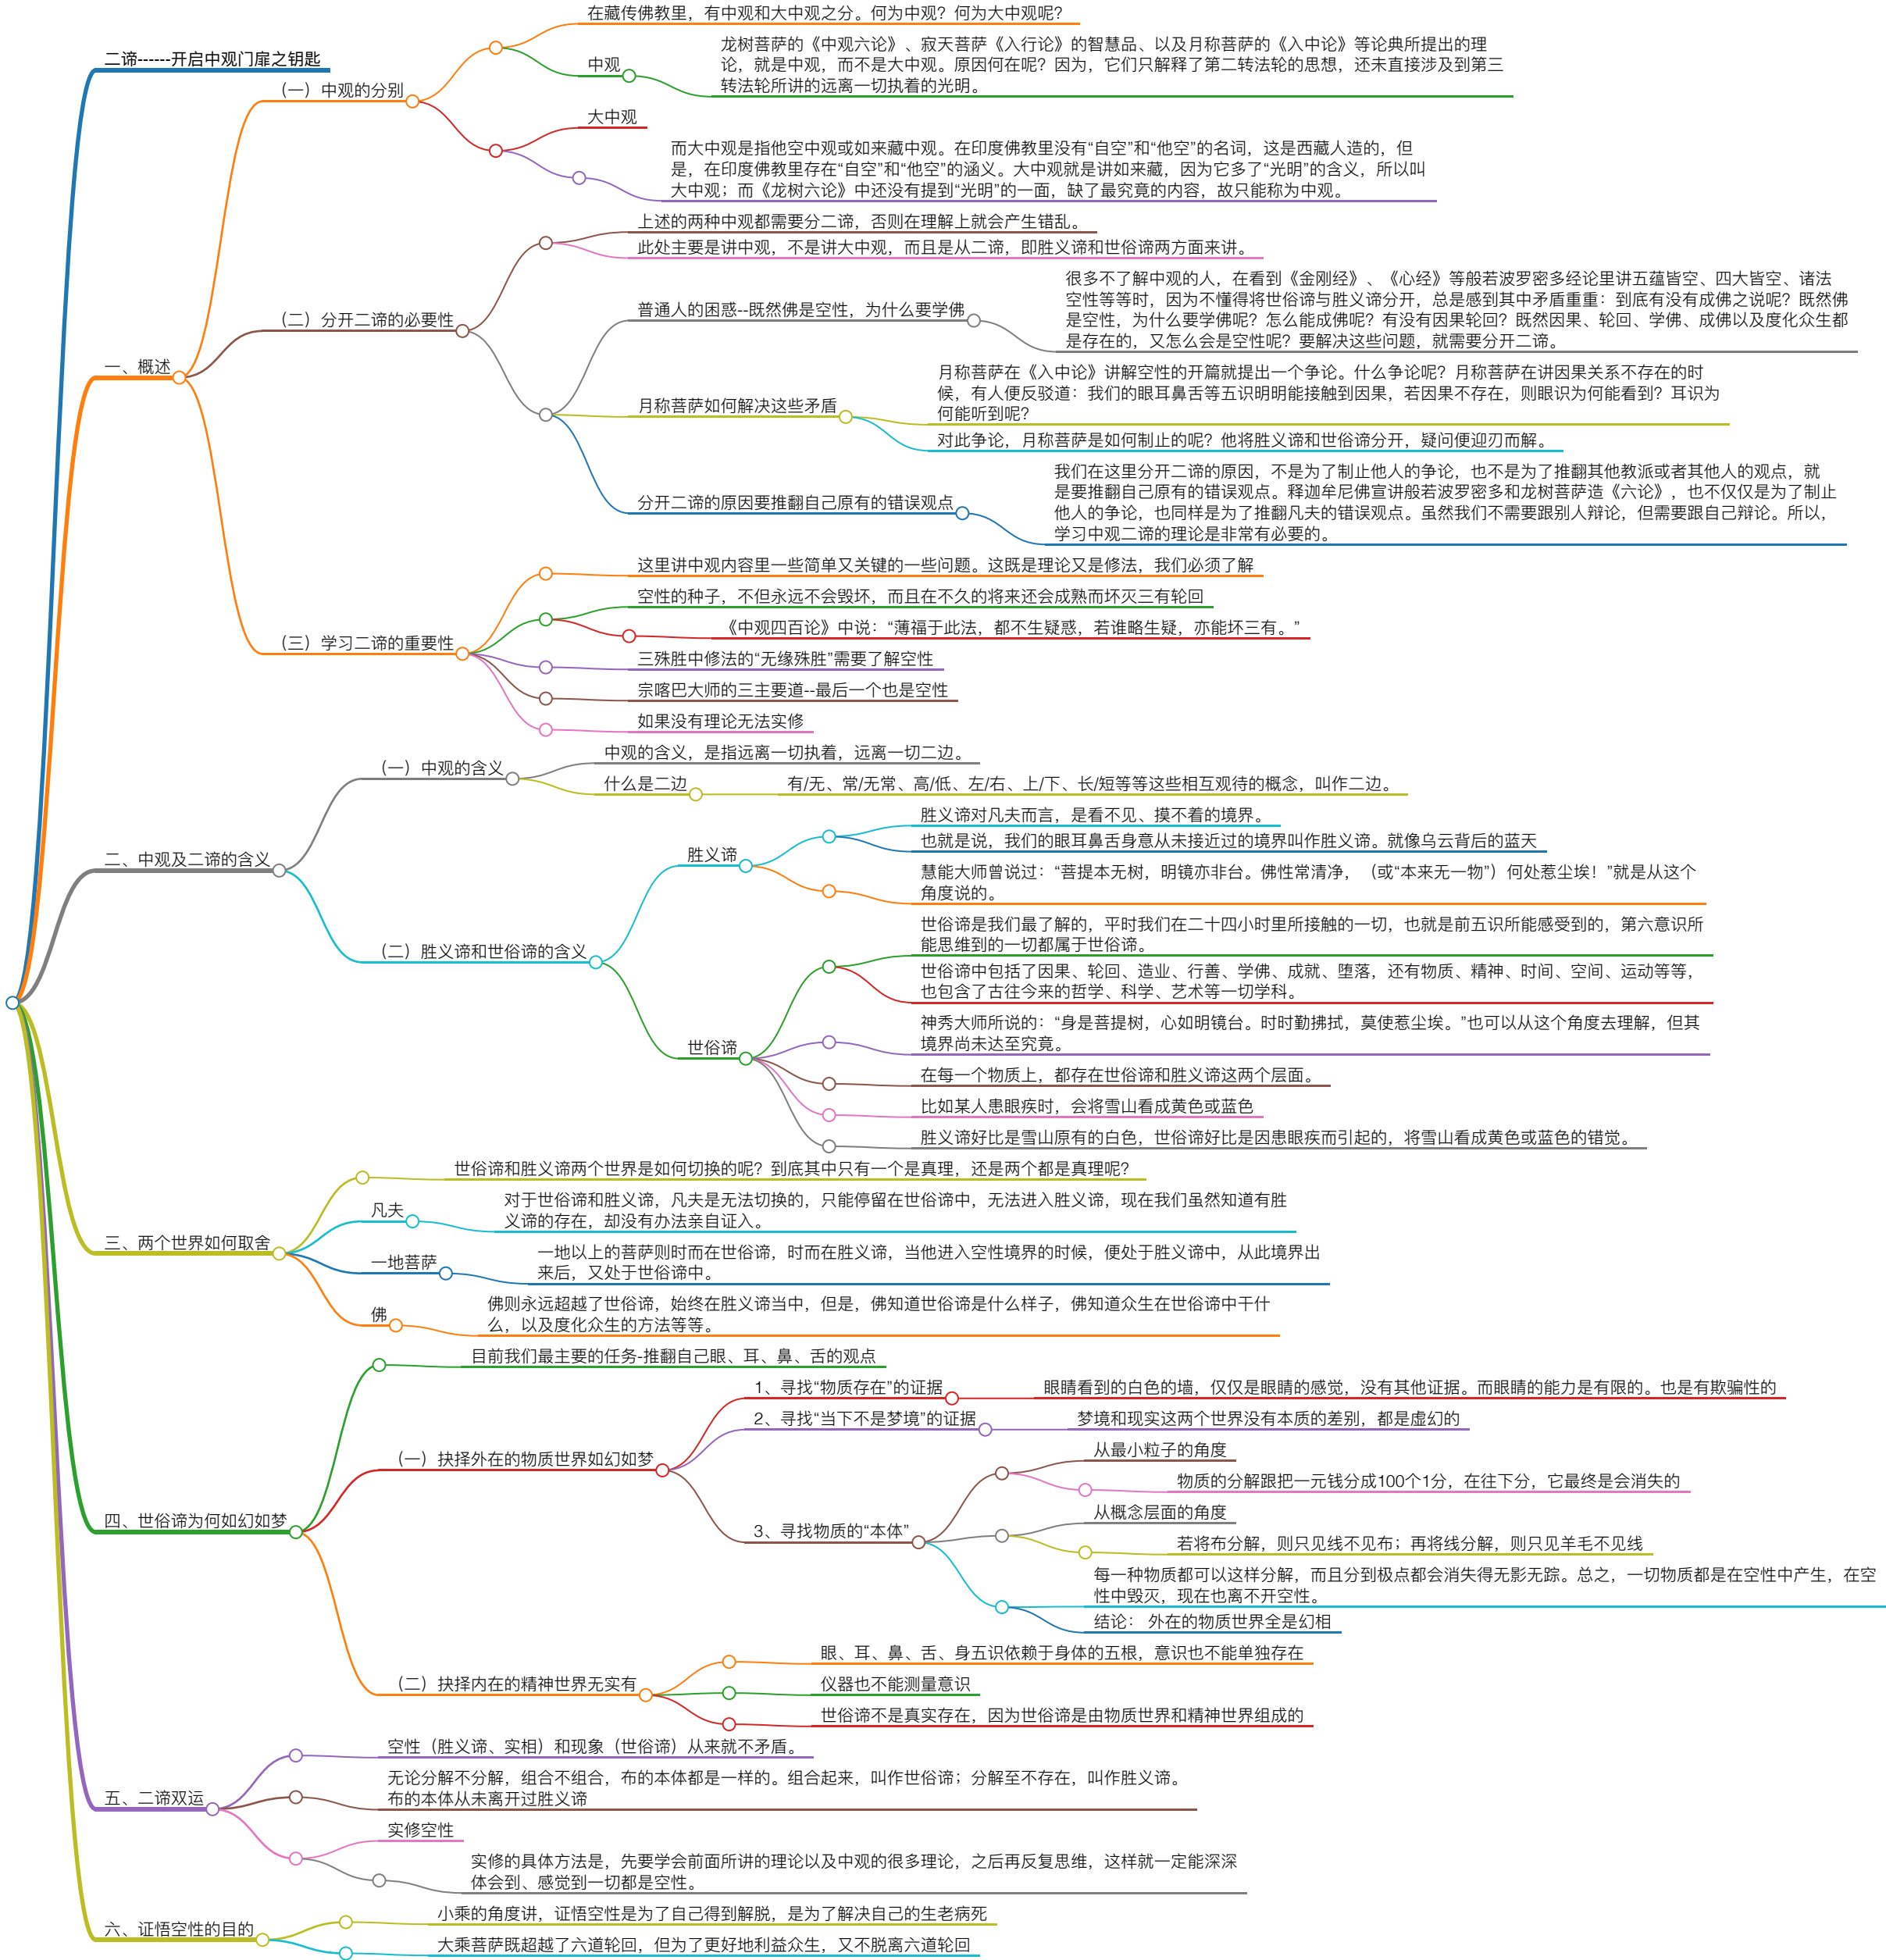 二谛------开启中观门扉之钥匙
一、概述
（一）中观的分别
在藏传佛教里，有中观和大中观之分。何为中观？何为大中观呢？
中观
龙树菩萨的《中观六论》、寂天菩萨《入行论》的智慧品、以及月称菩萨的《入中论》等论典所提出的理
论，就是中观，而不是大中观。原因何在呢？因为，它们只解释了第二转法轮的思想，还未直接涉及到第三
转法轮所讲的远离一切执着的光明。
大中观
而大中观是指他空中观或如来藏中观。在印度佛教里没有“自空”和“他空”的名词，这是西藏人造的，但
是，在印度佛教里存在“自空”和“他空”的涵义。大中观就是讲如来藏，因为它多了“光明”的含义，所以叫
大中观；而《龙树六论》中还没有提到“光明”的一面，缺了最究竟的内容，故只能称为中观。
（二）分开二谛的必要性
上述的两种中观都需要分二谛，否则在理解上就会产生错乱。
此处主要是讲中观，不是讲大中观，而且是从二谛，即胜义谛和世俗谛两方面来讲。
普通人的困惑--既然佛是空性，为什么要学佛
很多不了解中观的人，在看到《金刚经》、《心经》等般若波罗密多经论里讲五蕴皆空、四大皆空、诸法
空性等等时，因为不懂得将世俗谛与胜义谛分开，总是感到其中矛盾重重：到底有没有成佛之说呢？既然佛
是空性，为什么要学佛呢？怎么能成佛呢？有没有因果轮回？既然因果、轮回、学佛、成佛以及度化众生都
是存在的，又怎么会是空性呢？要解决这些问题，就需要分开二谛。
月称菩萨如何解决这些矛盾
月称菩萨在《入中论》讲解空性的开篇就提出一个争论。什么争论呢？月称菩萨在讲因果关系不存在的时
候，有人便反驳道：我们的眼耳鼻舌等五识明明能接触到因果，若因果不存在，则眼识为何能看到？耳识为
何能听到呢？
对此争论，月称菩萨是如何制止的呢？他将胜义谛和世俗谛分开，疑问便迎刃而解。
分开二谛的原因要推翻自己原有的错误观点
我们在这里分开二谛的原因，不是为了制止他人的争论，也不是为了推翻其他教派或者其他人的观点，就
是要推翻自己原有的错误观点。释迦牟尼佛宣讲般若波罗密多和龙树菩萨造《六论》，也不仅仅是为了制止
他人的争论，也同样是为了推翻凡夫的错误观点。虽然我们不需要跟别人辩论，但需要跟自己辩论。所以，
学习中观二谛的理论是非常有必要的。
（三）学习二谛的重要性
这里讲中观内容里一些简单又关键的一些问题。这既是理论又是修法，我们必须了解
空性的种子，不但永远不会毁坏，而且在不久的将来还会成熟而坏灭三有轮回
《中观四百论》中说：“薄福于此法，都不生疑惑，若谁略生疑，亦能坏三有。”
三殊胜中修法的“无缘殊胜”需要了解空性
宗喀巴大师的三主要道--最后一个也是空性
如果没有理论无法实修
二、中观及二谛的含义
（一）中观的含义
中观的含义，是指远离一切执着，远离一切二边。
什么是二边
有/无、常/无常、高/低、左/右、上/下、长/短等等这些相互观待的概念，叫作二边。
（二）胜义谛和世俗谛的含义
胜义谛
胜义谛对凡夫而言，是看不见、摸不着的境界。
也就是说，我们的眼耳鼻舌身意从未接近过的境界叫作胜义谛。就像乌云背后的蓝天
慧能大师曾说过：“菩提本无树，明镜亦非台。佛性常清净，（或“本来无一物”）何处惹尘埃！”就是从这个
角度说的。
世俗谛
世俗谛是我们最了解的，平时我们在二十四小时里所接触的一切，也就是前五识所能感受到的，第六意识所
能思维到的一切都属于世俗谛。
世俗谛中包括了因果、轮回、造业、行善、学佛、成就、堕落，还有物质、精神、时间、空间、运动等等，
也包含了古往今来的哲学、科学、艺术等一切学科。
神秀大师所说的：“身是菩提树，心如明镜台。时时勤拂拭，莫使惹尘埃。”也可以从这个角度去理解，但其
境界尚未达至究竟。
在每一个物质上，都存在世俗谛和胜义谛这两个层面。
比如某人患眼疾时，会将雪山看成黄色或蓝色
胜义谛好比是雪山原有的白色，世俗谛好比是因患眼疾而引起的，将雪山看成黄色或蓝色的错觉。
三、两个世界如何取舍
世俗谛和胜义谛两个世界是如何切换的呢？到底其中只有一个是真理，还是两个都是真理呢？
凡夫
对于世俗谛和胜义谛，凡夫是无法切换的，只能停留在世俗谛中，无法进入胜义谛，现在我们虽然知道有胜
义谛的存在，却没有办法亲自证入。
一地菩萨
一地以上的菩萨则时而在世俗谛，时而在胜义谛，当他进入空性境界的时候，便处于胜义谛中，从此境界出
来后，又处于世俗谛中。
佛
佛则永远超越了世俗谛，始终在胜义谛当中，但是，佛知道世俗谛是什么样子，佛知道众生在世俗谛中干什
么，以及度化众生的方法等等。
四、世俗谛为何如幻如梦
目前我们最主要的任务-推翻自己眼、耳、鼻、舌的观点
（一）抉择外在的物质世界如幻如梦
1、寻找“物质存在”的证据
眼睛看到的白色的墙，仅仅是眼睛的感觉，没有其他证据。而眼睛的能力是有限的。也是有欺骗性的
2、寻找“当下不是梦境”的证据
梦境和现实这两个世界没有本质的差别，都是虚幻的
3、寻找物质的“本体”
从最小粒子的角度
物质的分解跟把一元钱分成100个1分，在往下分，它最终是会消失的
从概念层面的角度
若将布分解，则只见线不见布；再将线分解，则只见羊毛不见线
每一种物质都可以这样分解，而且分到极点都会消失得无影无踪。总之，一切物质都是在空性中产生，在空
性中毁灭，现在也离不开空性。
结论： 外在的物质世界全是幻相
（二）抉择内在的精神世界无实有
眼、耳、鼻、舌、身五识依赖于身体的五根，意识也不能单独存在
仪器也不能测量意识
世俗谛不是真实存在，因为世俗谛是由物质世界和精神世界组成的
五、二谛双运
空性（胜义谛、实相）和现象（世俗谛）从来就不矛盾。
无论分解不分解，组合不组合，布的本体都是一样的。组合起来，叫作世俗谛；分解至不存在，叫作胜义谛。
布的本体从未离开过胜义谛
实修空性
实修的具体方法是，先要学会前面所讲的理论以及中观的很多理论，之后再反复思维，这样就一定能深深
体会到、感觉到一切都是空性。
六、证悟空性的目的
小乘的角度讲，证悟空性是为了自己得到解脱，是为了解决自己的生老病死
大乘菩萨既超越了六道轮回，但为了更好地利益众生，又不脱离六道轮回